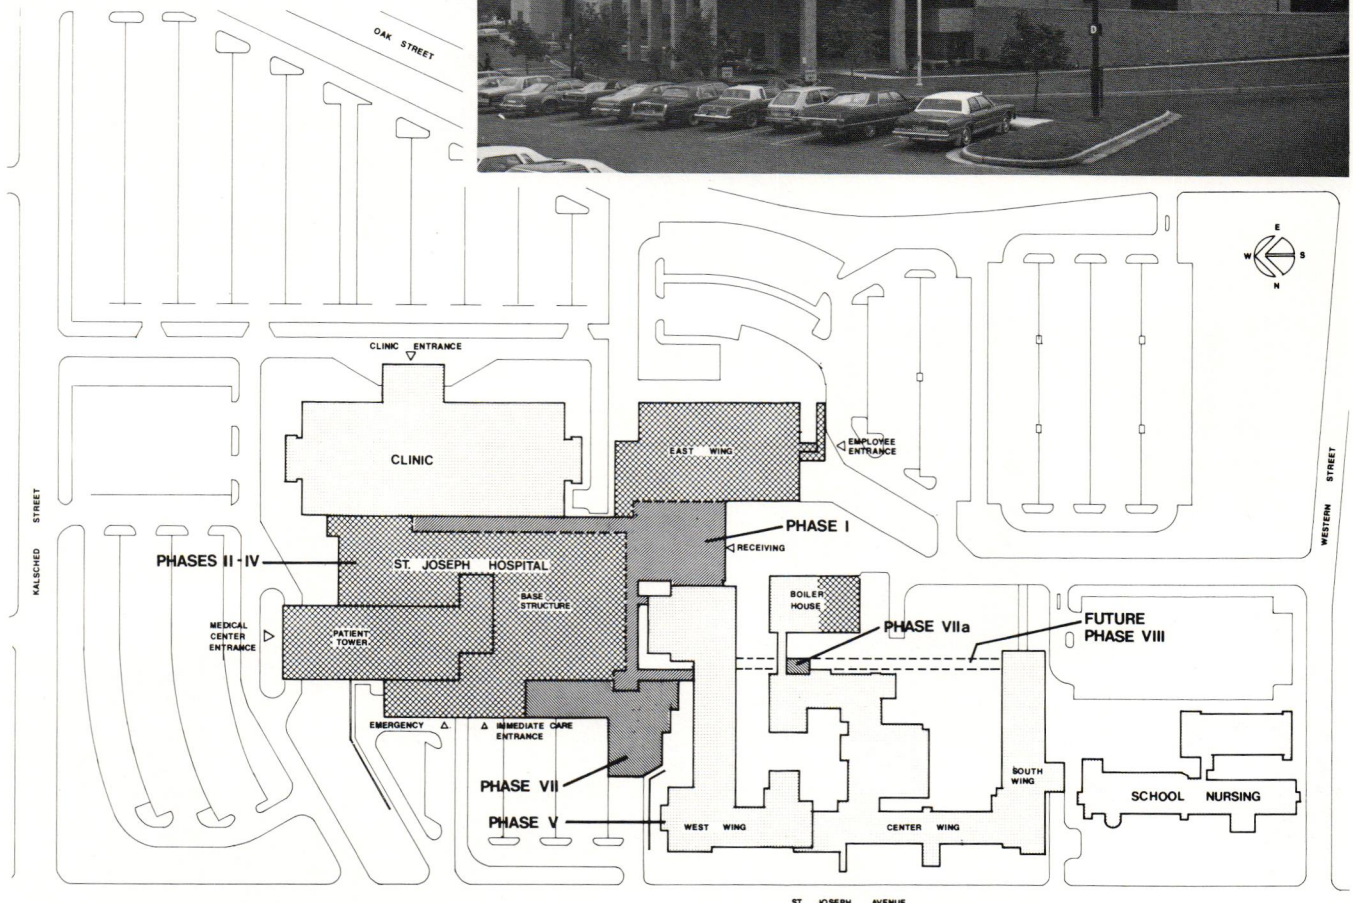 OAK STREET
D
E
W S
N
CLINIC ENTRANCE
CLINIC
EAST WING
EMPLOYEE
ENTRANCE
KALSCHED STREET
WESTERN STREET
PHASE I
RECEIVING
PHASES II - IV
ST. JOSEPH HOSPITAL
BASE
STRUCTURE
BOILER
HOUSE
MEDICAL
CENTER
ENTRANCE
PATIENT
TOWER
PHASE VIIa
FUTURE
PHASE VIII
EMERGENCY
IMMEDIATE CARE
ENTRANCE
PHASE VII
PHASE V
WEST WING
CENTER WING
SOUTH
WING
SCHOOL NURSING
ST. JOSEPH AVENUE